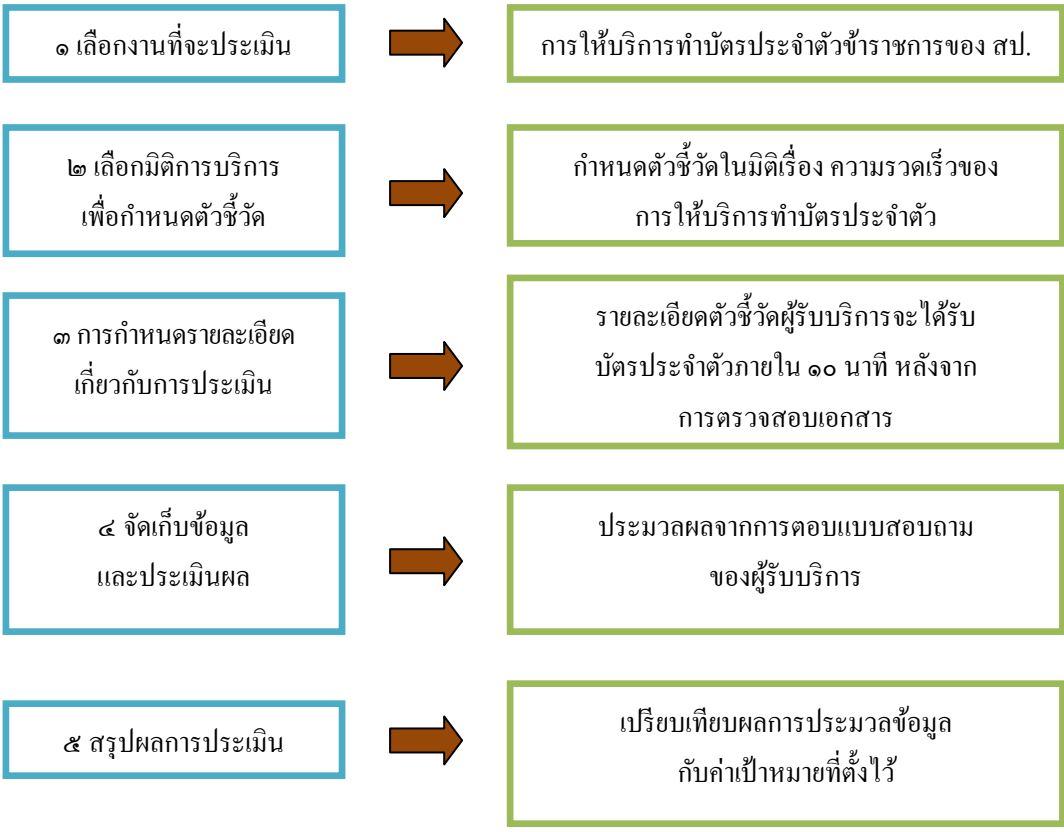 ๑ เลือกงานที่จะประเมิน
การให้บริการทำบัตรประจำตัวข้าราชการของ สป.
๒ เลือกมิติการบริการ
เพื่อกำหนดตัวชี้วัด
กำหนดตัวชี้วัดในมิติเรื่อง ความรวดเร็วของ
การให้บริการทำบัตรประจำตัว
๓ การกำหนดรายละเอียด
เกี่ยวกับการประเมิน
รายละเอียดตัวชี้วัดผู้รับบริการจะได้รับ
บัตรประจำตัวภายใน ๑๐ นาที หลังจาก
การตรวจสอบเอกสาร
๔ จัดเก็บข้อมูล
และประเมินผล
ประมวลผลจากการตอบแบบสอบถาม
ของผู้รับบริการ
๕ สรุปผลการประเมิน
เปรียบเทียบผลการประมวลข้อมูล
กับค่าเป้าหมายที่ตั้งไว้